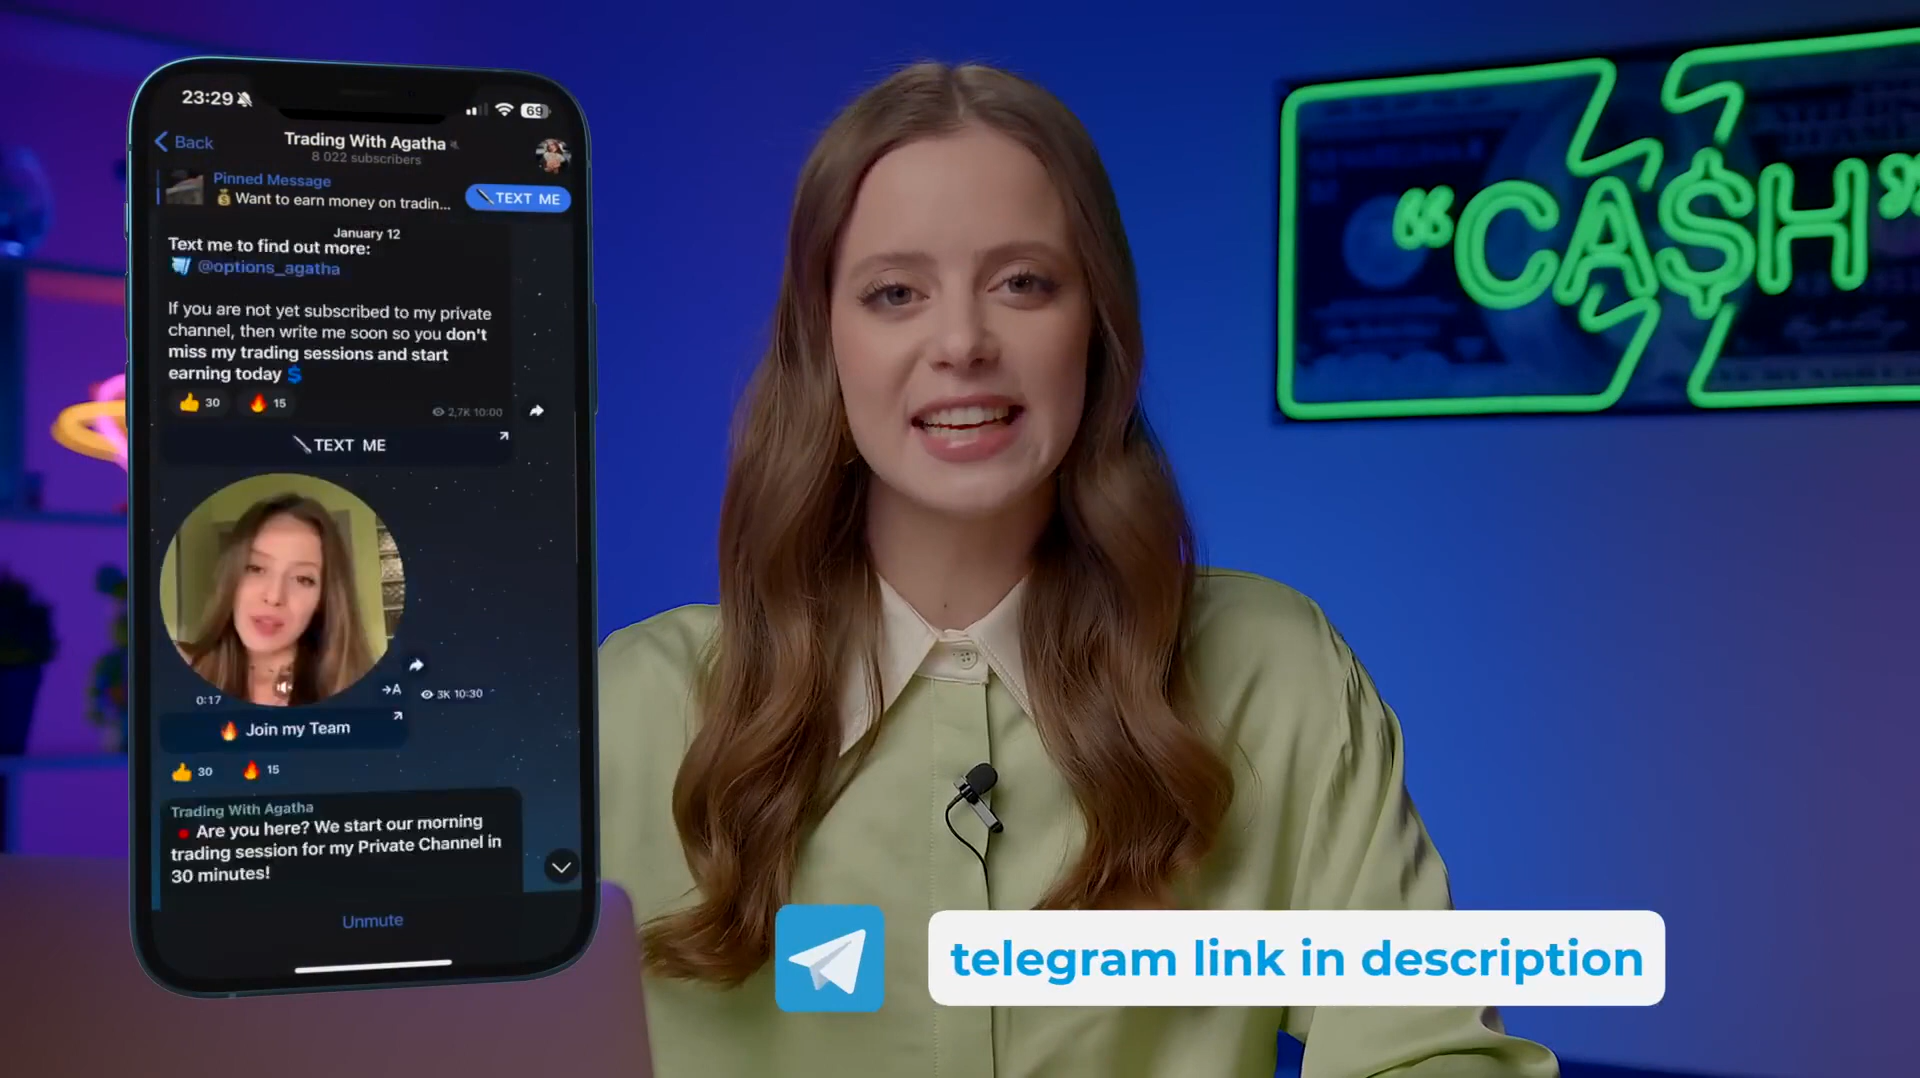 23:29
69
Back
Trading With Agatha
8 022 subscribers
Pinned Message
💰 Want to earn money on tradin...
TEXT ME
January 12
Text me to find out more:
@options_agatha
If you are not yet subscribed to my private
channel, then write me soon so you don't
miss my trading sessions and start
earning today 💲
👍 30 🔥 15
2,7K 10:00
TEXT ME
0:17
→A
3K 10:30
🔥 Join my Team
👍 30 🔥 15
Trading With Agatha
🔴 Are you here? We start our morning
trading session for my Private Channel in
30 minutes!
Unmute
“CA$H”
telegram link in description